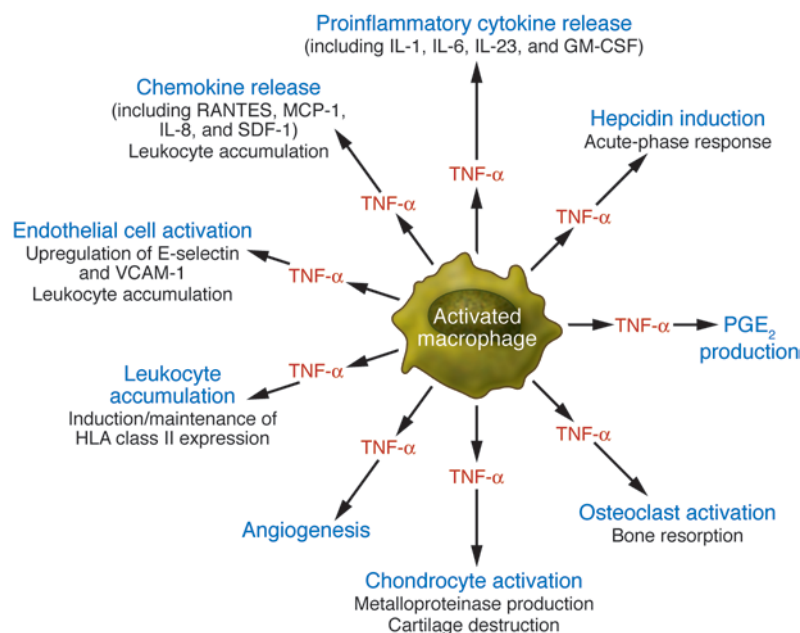 Proinflammatory cytokine release
(including IL-1, IL-6, IL-23, and GM-CSF)
TNF-α
Hepcidin induction
Acute-phase response
TNF-α
TNF-α
PGE₂
production
TNF-α
Osteoclast activation
Bone resorption
TNF-α
Chondrocyte activation
Metalloproteinase production
Cartilage destruction
TNF-α
Angiogenesis
TNF-α
Leukocyte
accumulation
Induction/maintenance of
HLA class II expression
TNF-α
Endothelial cell activation
Upregulation of E-selectin
and VCAM-1
Leukocyte accumulation
TNF-α
Chemokine release
(including RANTES, MCP-1,
IL-8, and SDF-1)
Leukocyte accumulation
Activated
macrophage